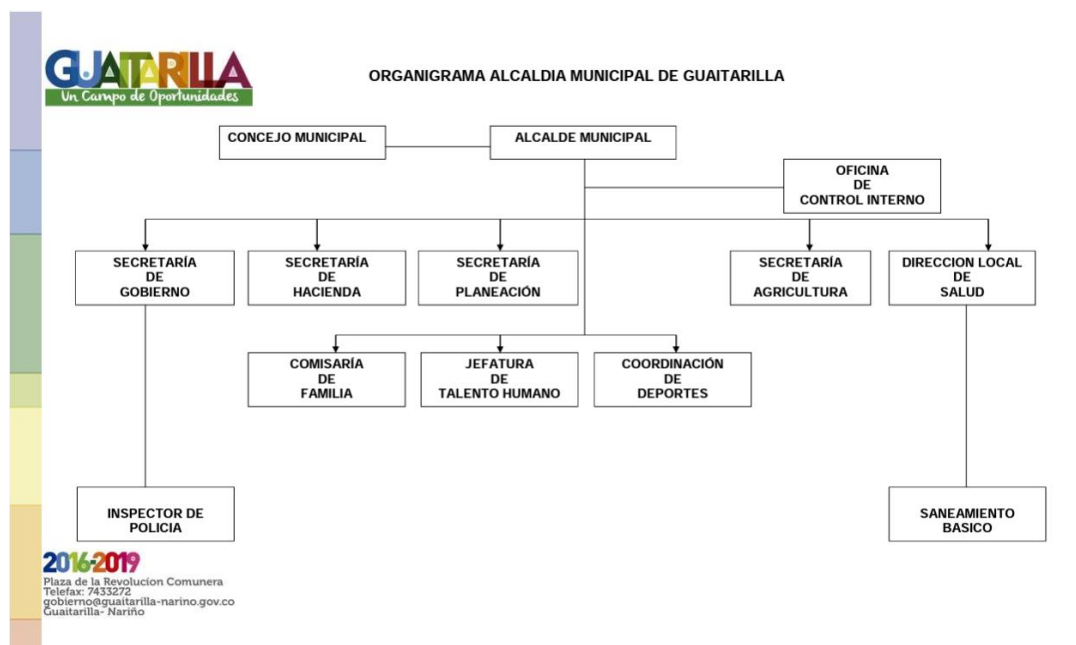 GUAITARILLA
Un Campo de Oportunidades
ORGANIGRAMA ALCALDIA MUNICIPAL DE GUAITARILLA
CONCEJO MUNICIPAL
ALCALDE MUNICIPAL
OFICINA
DE
CONTROL INTERNO
SECRETARÍA
DE
GOBIERNO
SECRETARÍA
DE
HACIENDA
SECRETARÍA
DE
PLANEACIÓN
SECRETARÍA
DE
AGRICULTURA
DIRECCION LOCAL
DE
SALUD
COMISARÍA
DE
FAMILIA
JEFATURA
DE
TALENTO HUMANO
COORDINACIÓN
DE
DEPORTES
INSPECTOR DE
POLICIA
SANEAMIENTO
BASICO
2016-2019
Plaza de la Revolucion Comunera
Telefax: 7433272
gobierno@guaitarilla-narino.gov.co
Guaitarilla- Nariño